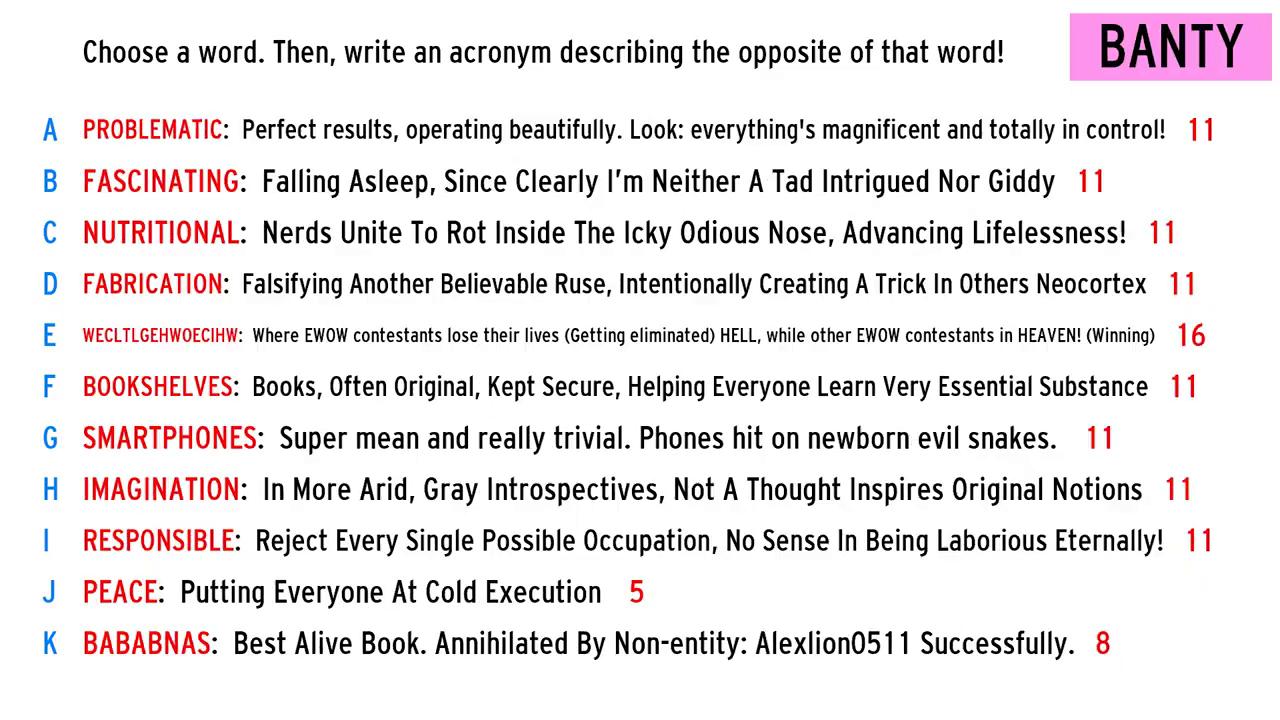 Choose a word. Then, write an acronym describing the opposite of that word!
BANTY
A PROBLEMATIC: Perfect results, operating beautifully. Look: everything's magnificent and totally in control! 11
B FASCINATING: Falling Asleep, Since Clearly I'm Neither A Tad Intrigued Nor Giddy 11
C NUTRITIONAL: Nerds Unite To Rot Inside The Icky Odious Nose, Advancing Lifelessness! 11
D FABRICATION: Falsifying Another Believable Ruse, Intentionally Creating A Trick In Others Neocortex 11
E WECLTLGEHWOECIHW: Where EWOW contestants lose their lives (Getting eliminated) HELL, while other EWOW contestants in HEAVEN! (Winning) 16
F BOOKSHELVES: Books, Often Original, Kept Secure, Helping Everyone Learn Very Essential Substance 11
G SMARTPHONES: Super mean and really trivial. Phones hit on newborn evil snakes. 11
H IMAGINATION: In More Arid, Gray Introspectives, Not A Thought Inspires Original Notions 11
I RESPONSIBLE: Reject Every Single Possible Occupation, No Sense In Being Laborious Eternally! 11
J PEACE: Putting Everyone At Cold Execution 5
K BABABNAS: Best Alive Book. Annihilated By Non-entity: Alexlion0511 Successfully. 8